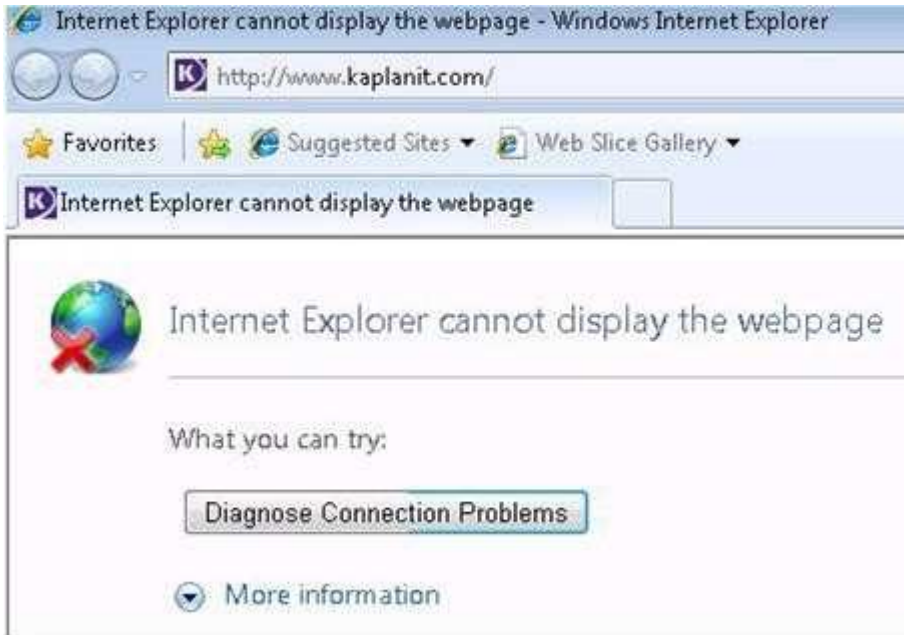 Internet Explorer cannot display the webpage - Windows Internet Explorer
K http://www.kaplanit.com/
Favorites Suggested Sites Web Slice Gallery
K Internet Explorer cannot display the webpage
Internet Explorer cannot display the webpage
What you can try:
Diagnose Connection Problems
More information